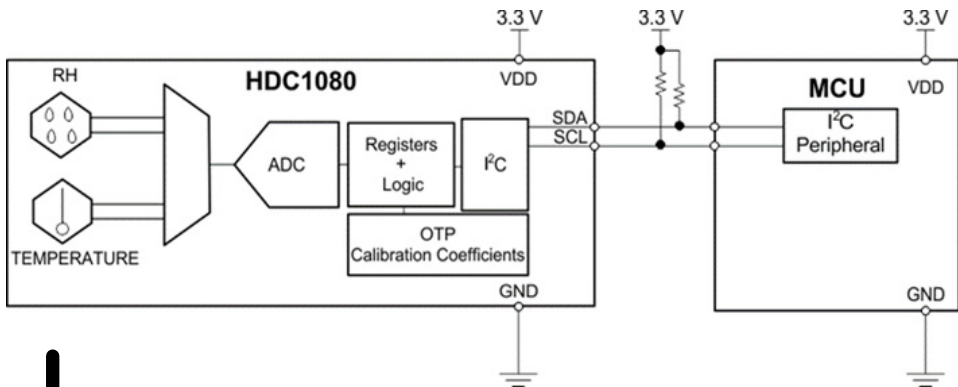 3.3 V
3.3 V
3.3 V
RH
HDC1080
VDD
MCU
VDD
SDA
SCL
I²C
Peripheral
ADC
Registers
+
Logic
I²C
TEMPERATURE
OTP
Calibration Coefficients
GND
GND